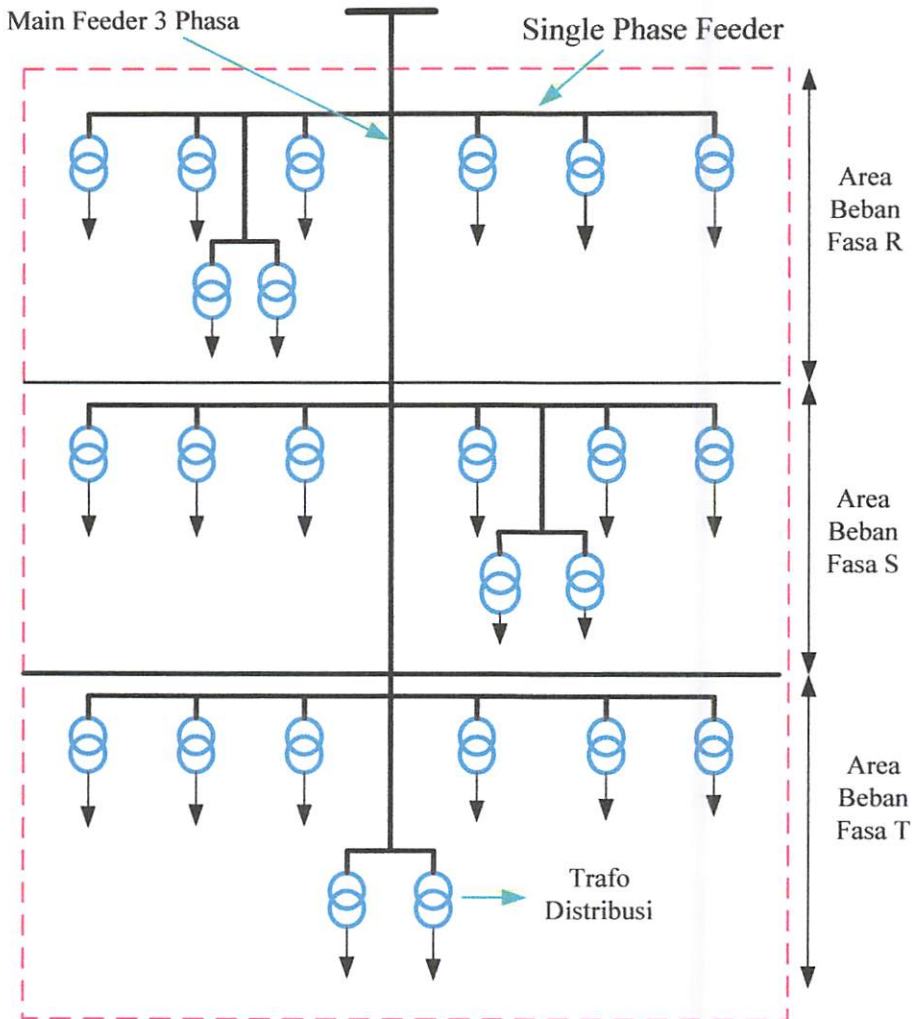 Main Feeder 3 Phasa
Single Phase Feeder
Area
Beban
Fasa R
Area
Beban
Fasa S
Area
Beban
Fasa T
Trafo
Distribusi